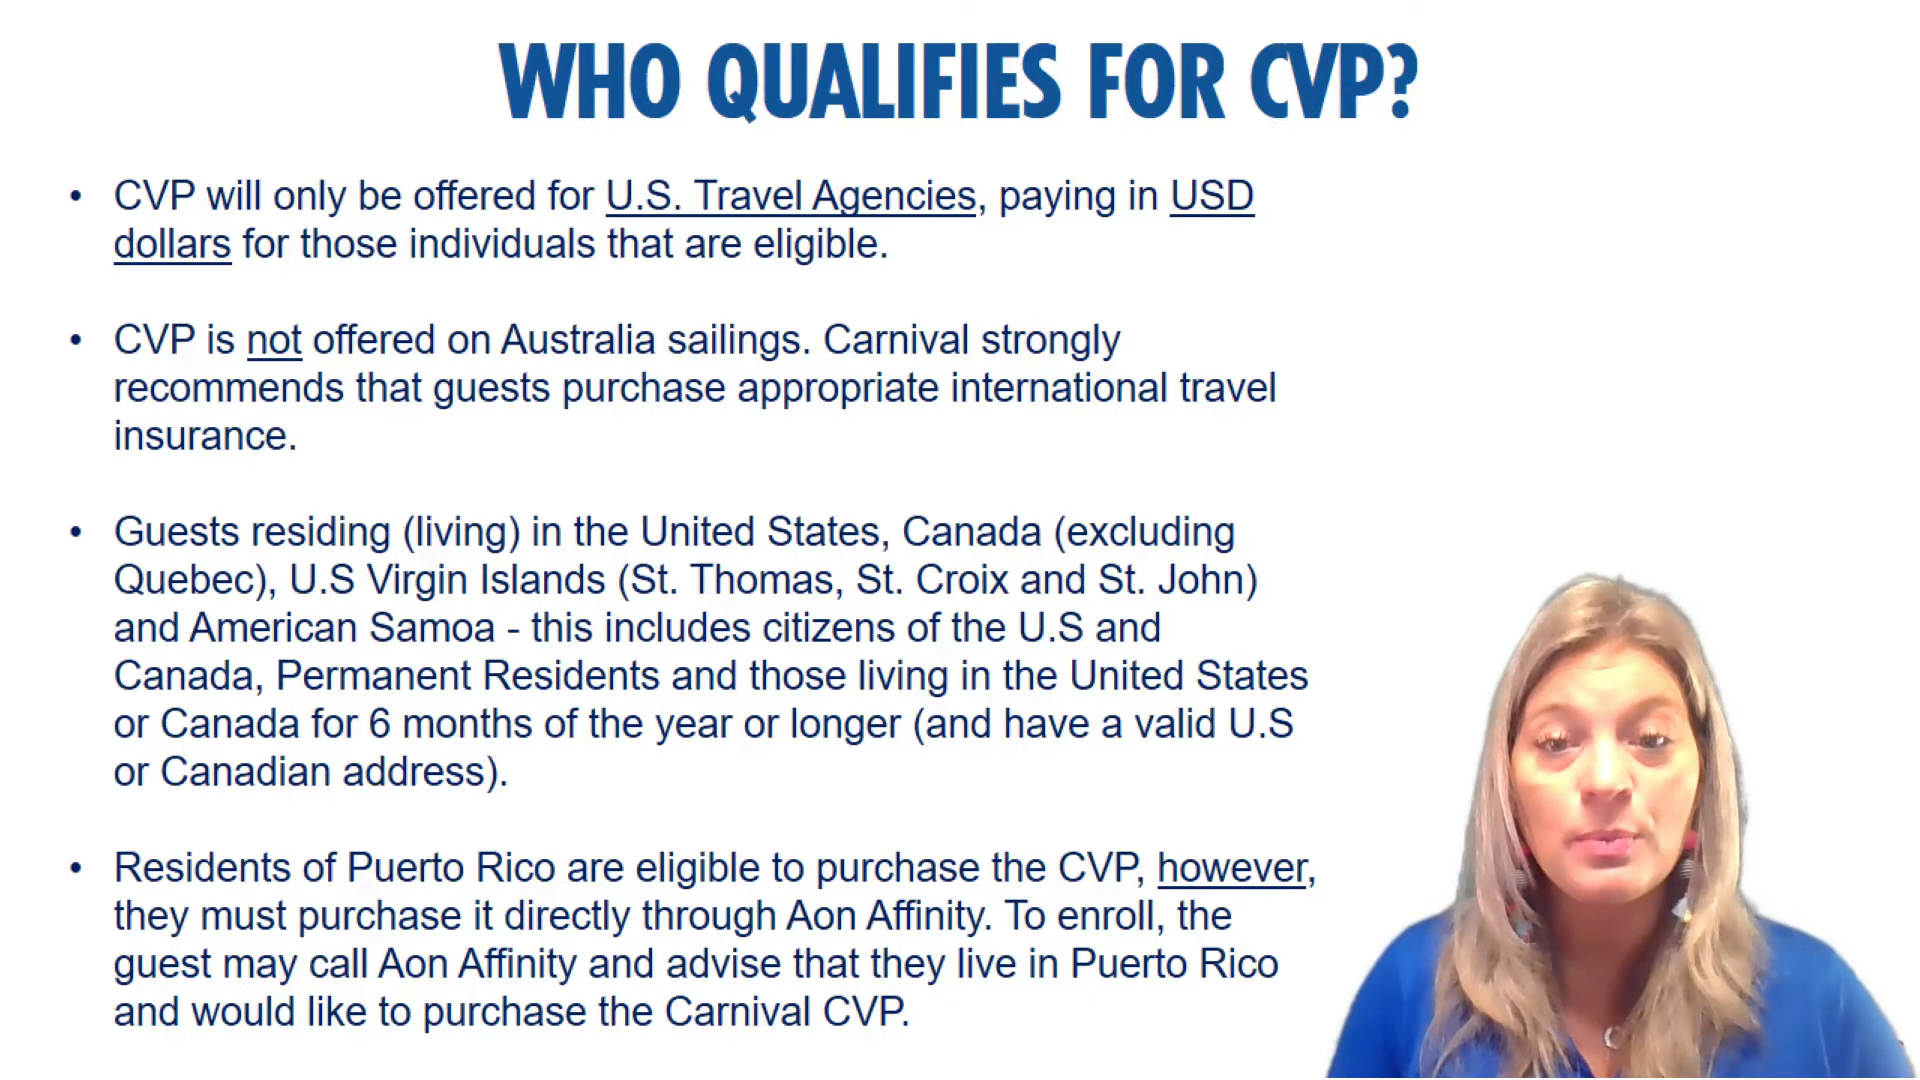 WHO QUALIFIES FOR CVP?
• CVP will only be offered for U.S. Travel Agencies, paying in USD
dollars for those individuals that are eligible.
• CVP is not offered on Australia sailings. Carnival strongly
recommends that guests purchase appropriate international travel
insurance.
• Guests residing (living) in the United States, Canada (excluding
Quebec), U.S Virgin Islands (St. Thomas, St. Croix and St. John)
and American Samoa - this includes citizens of the U.S and
Canada, Permanent Residents and those living in the United States
or Canada for 6 months of the year or longer (and have a valid U.S
or Canadian address).
• Residents of Puerto Rico are eligible to purchase the CVP, however,
they must purchase it directly through Aon Affinity. To enroll, the
guest may call Aon Affinity and advise that they live in Puerto Rico
and would like to purchase the Carnival CVP.